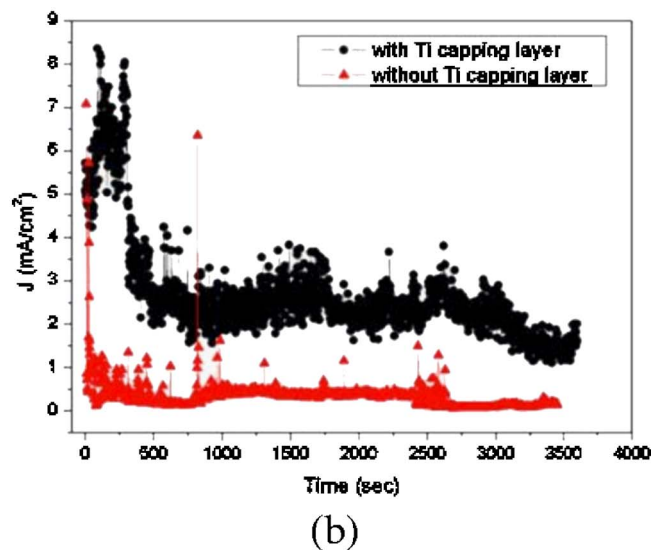 9
8
7
6
5
4
3
2
1
0
J (mA/cm²)
with Ti capping layer
without Ti capping layer
0 500 1000 1500 2000 2500 3000 3500 4000
Time (sec)
(b)